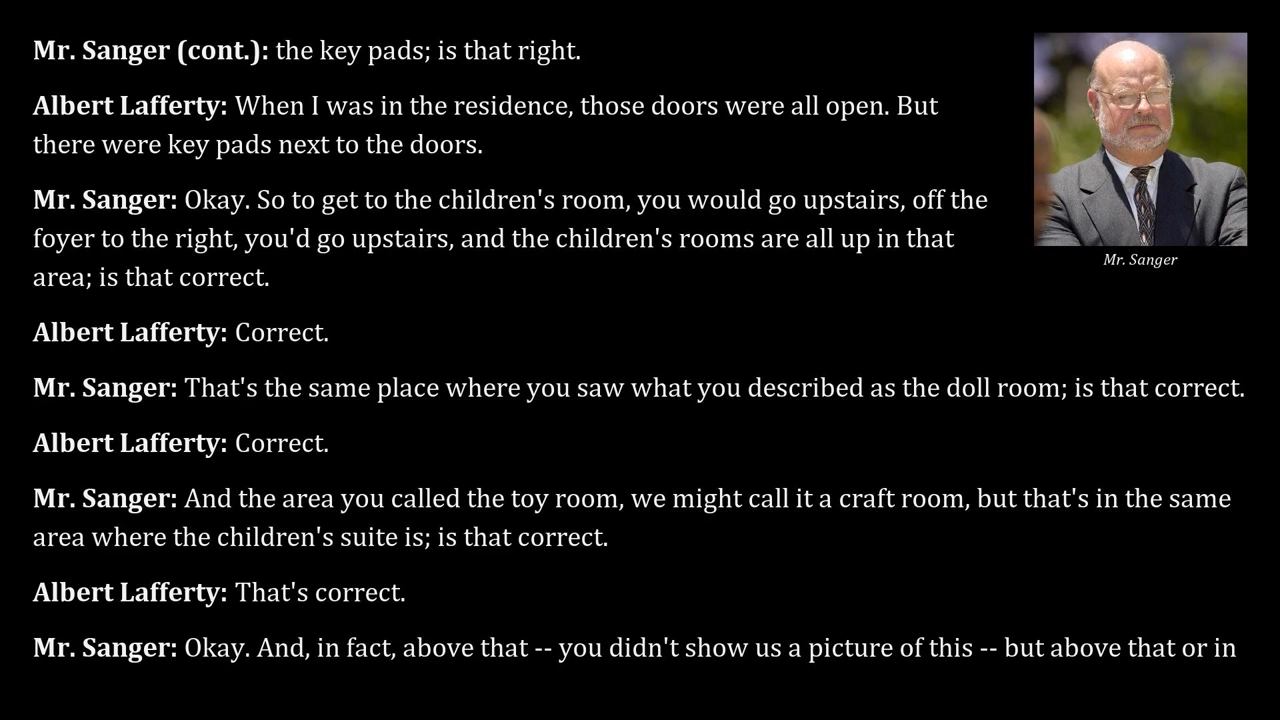 Mr. Sanger (cont.): the key pads; is that right.
Albert Lafferty: When I was in the residence, those doors were all open. But
there were key pads next to the doors.
Mr. Sanger: Okay. So to get to the children's room, you would go upstairs, off the
foyer to the right, you'd go upstairs, and the children's rooms are all up in that
area; is that correct.
Mr. Sanger
Albert Lafferty: Correct.
Mr. Sanger: That's the same place where you saw what you described as the doll room; is that correct.
Albert Lafferty: Correct.
Mr. Sanger: And the area you called the toy room, we might call it a craft room, but that's in the same
area where the children's suite is; is that correct.
Albert Lafferty: That's correct.
Mr. Sanger: Okay. And, in fact, above that -- you didn't show us a picture of this -- but above that or in